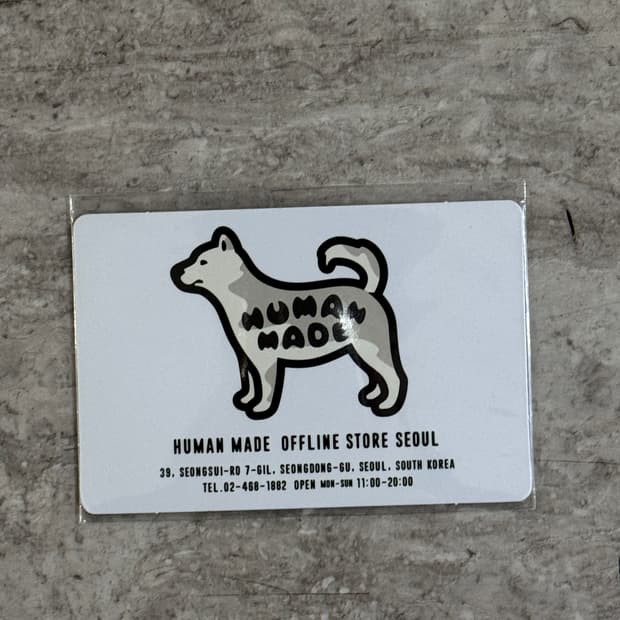 HUMAN
MADE
HUMAN MADE OFFLINE STORE SEOUL
39, SEONGSUI-RO 7-GIL, SEONGDONG-GU, SEOUL, SOUTH KOREA
TEL.02-468-1882 OPEN MON-SUN 11:00-20:00